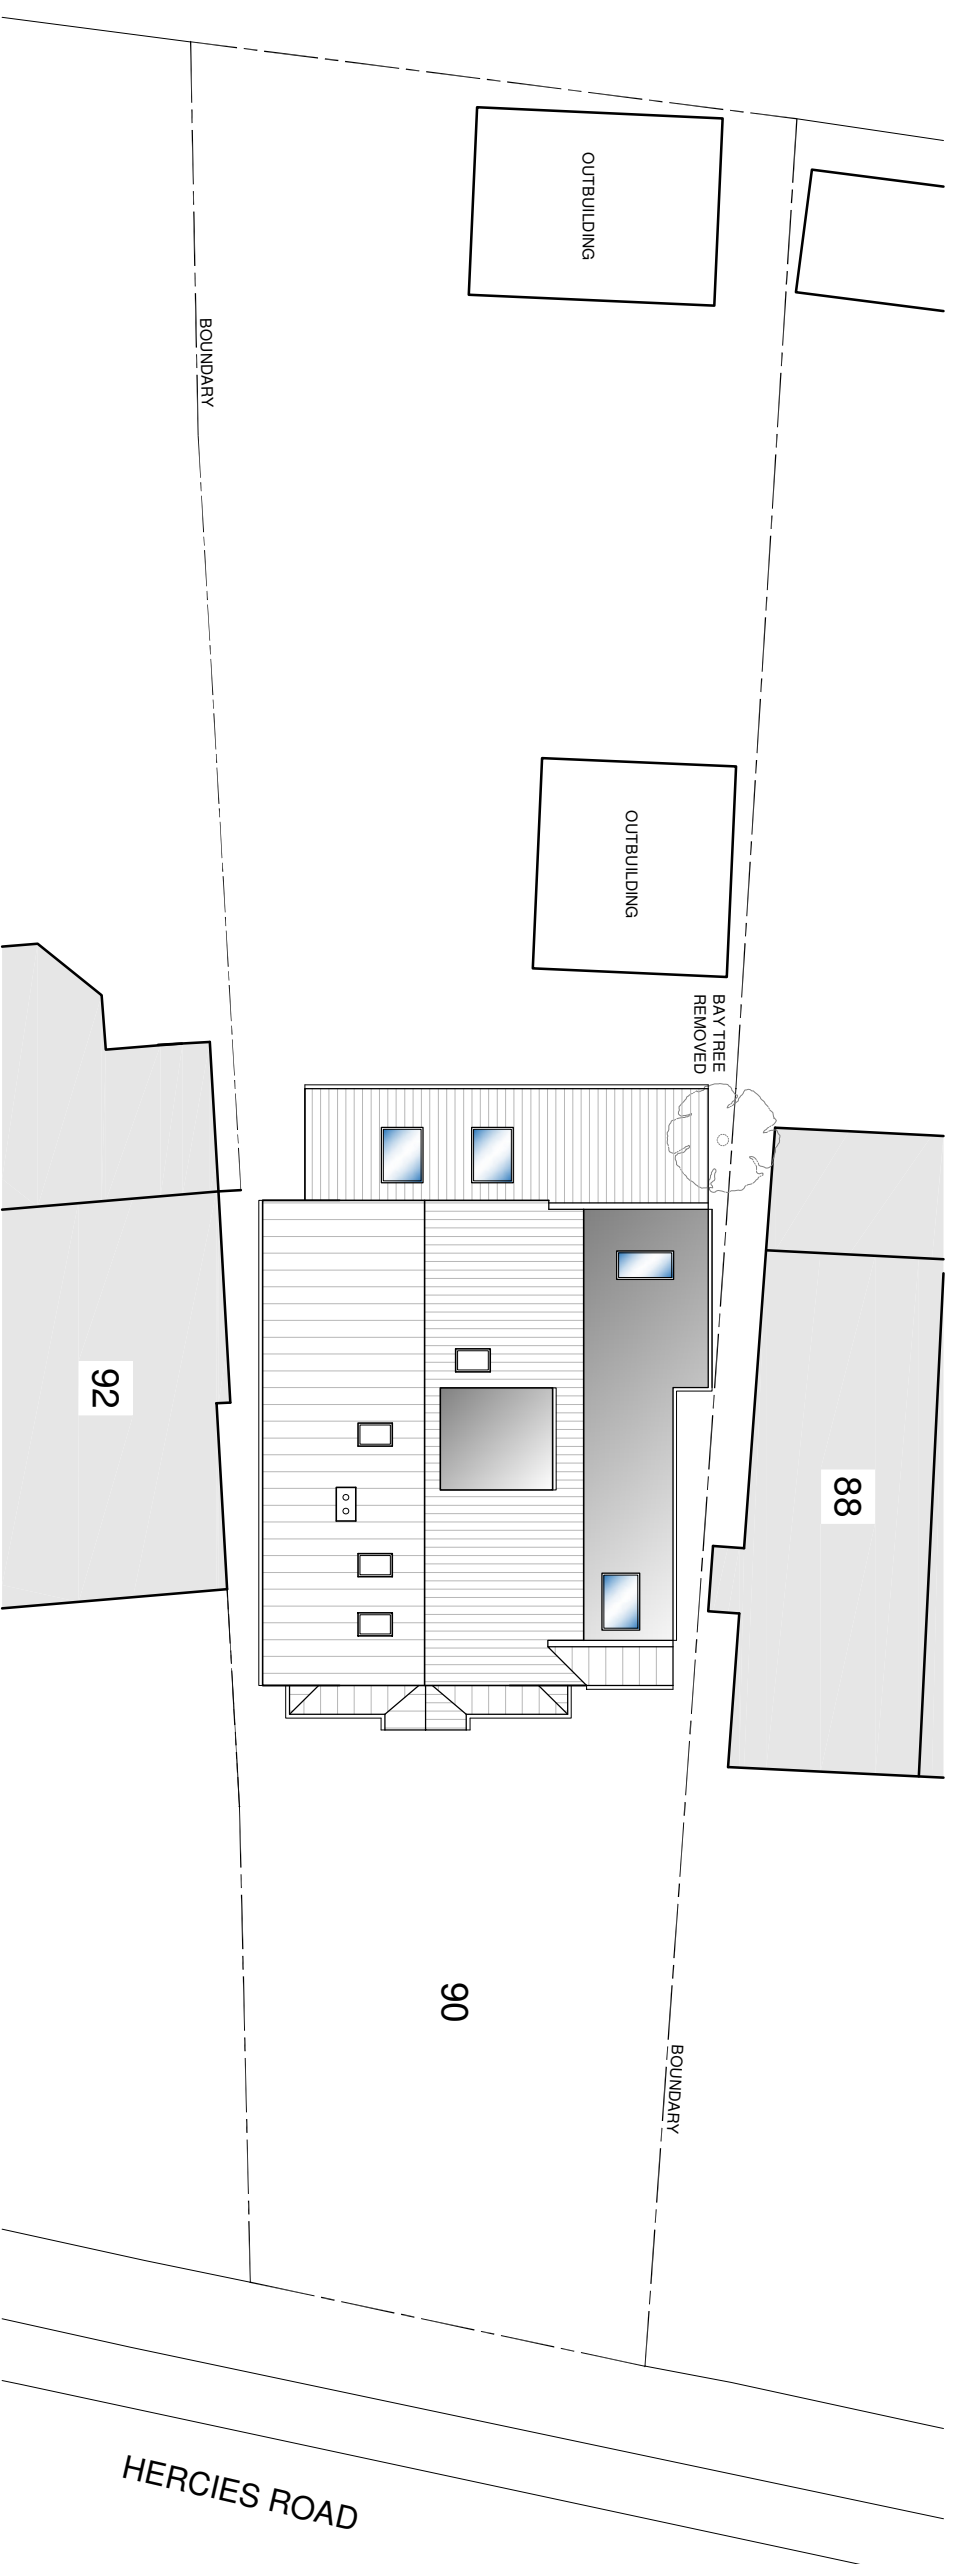 OUTBUILDING
BOUNDARY
OUTBUILDING
BAY TREE
REMOVED
92
88
90
BOUNDARY
HERCIES ROAD